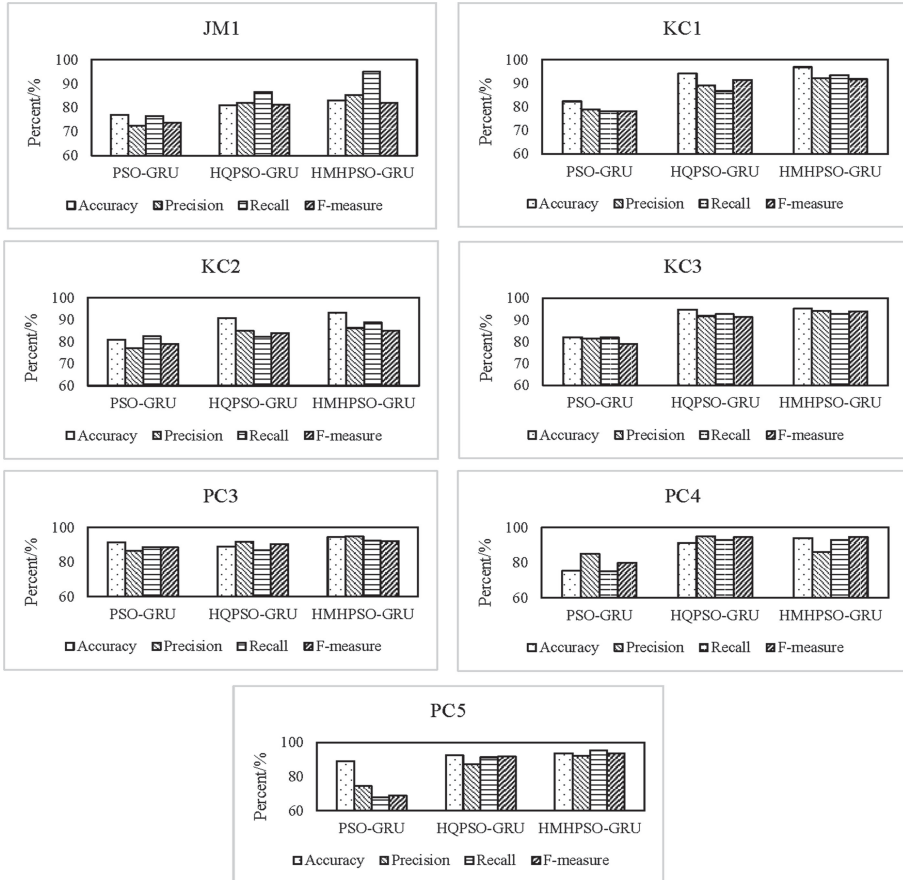 JM1
Percent/%
100
90
80
70
60
PSO-GRU HQPSO-GRU HMHPSO-GRU
Accuracy Precision Recall F-measure
KC1
Percent/%
100
90
80
70
60
PSO-GRU HQPSO-GRU HMHPSO-GRU
Accuracy Precision Recall F-measure
KC2
Percent/%
100
90
80
70
60
PSO-GRU HQPSO-GRU HMHPSO-GRU
Accuracy Precision Recall F-measure
KC3
Percent/%
100
90
80
70
60
PSO-GRU HQPSO-GRU HMHPSO-GRU
Accuracy Precision Recall F-measure
PC3
Percent/%
100
80
60
PSO-GRU HQPSO-GRU HMHPSO-GRU
Accuracy Precision Recall F-measure
PC4
Percent/%
100
80
60
PSO-GRU HQPSO-GRU HMHPSO-GRU
Accuracy Precision Recall F-measure
PC5
Percent/%
100
80
60
PSO-GRU HQPSO-GRU HMHPSO-GRU
Accuracy Precision Recall F-measure